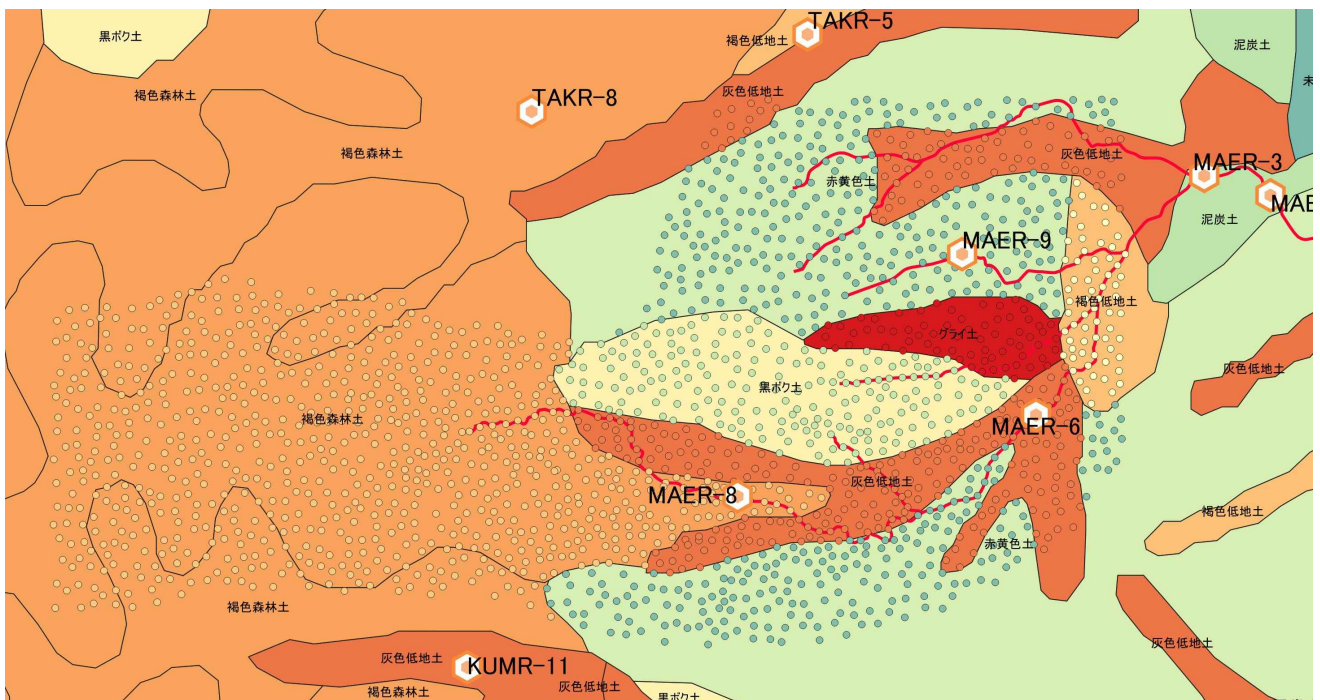 TAKR-5
黒ボク土
褐色低地土
泥炭土
未
褐色森林土
灰色低地土
TAKR-8
褐色森林土
灰色低地土
MAER-3
赤黄色土
MAE
泥炭土
MAER-9
褐色低地土
グライ土
灰色低地土
黒ボク土
褐色森林土
MAER-6
灰色低地土
MAER-8
褐色低地土
赤黄色土
褐色森林土
灰色低地土
灰色低地土
KUMR-11
灰色低地土
褐色森林土
黒ボク土